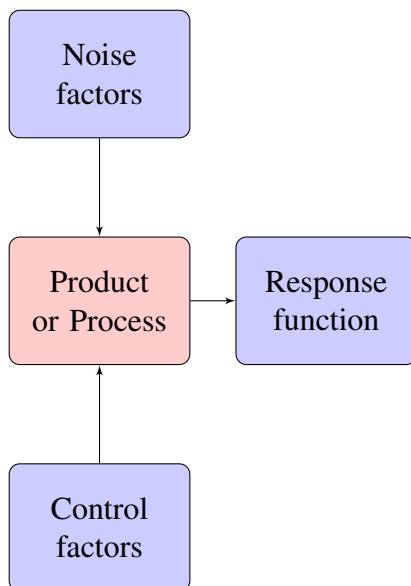 Noise
factors
Product
or Process
Response
function
Control
factors